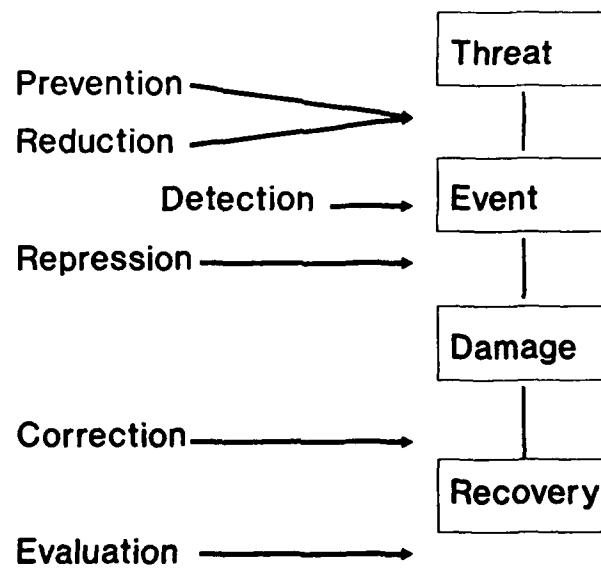 Threat
Prevention
Reduction
Detection
Event
Repression
Damage
Correction
Recovery
Evaluation